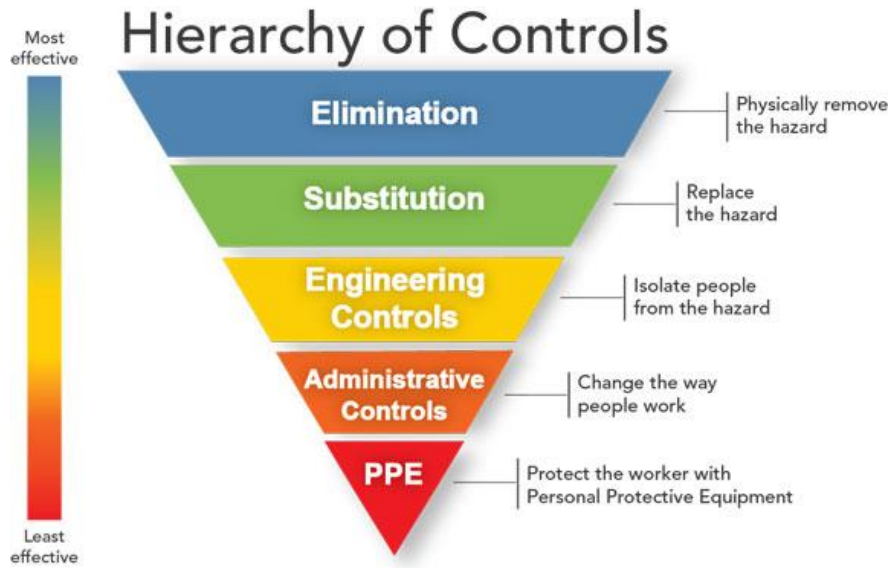 Hierarchy of Controls
Most
effective
Elimination
Physically remove
the hazard
Substitution
Replace
the hazard
Engineering
Controls
Isolate people
from the hazard
Administrative
Controls
Change the way
people work
PPE
Protect the worker with
Personal Protective Equipment
Least
effective